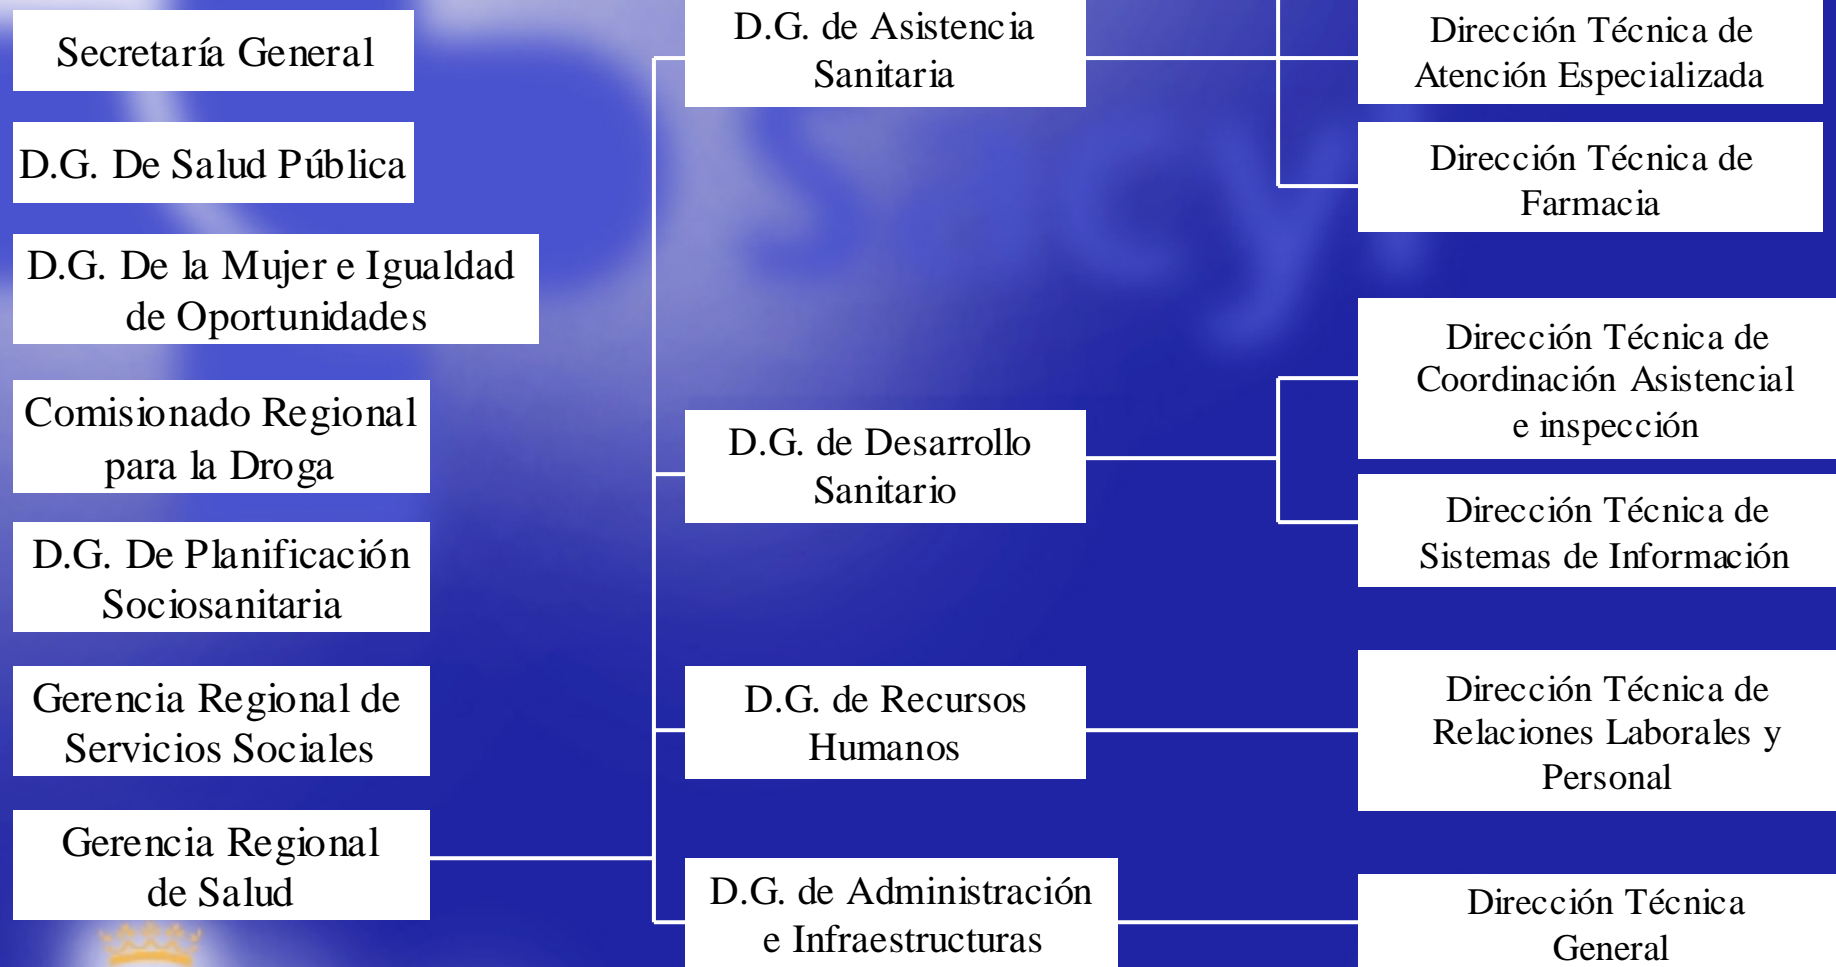 Secretaría General
D.G. De Salud Pública
D.G. De la Mujer e Igualdad
de Oportunidades
Comisionado Regional
para la Droga
D.G. De Planificación
Sociosanitaria
Gerencia Regional de
Servicios Sociales
Gerencia Regional
de Salud
D.G. de Asistencia
Sanitaria
D.G. de Desarrollo
Sanitario
D.G. de Recursos
Humanos
D.G. de Administración
e Infraestructuras
Dirección Técnica de
Atención Especializada
Dirección Técnica de
Farmacia
Dirección Técnica de
Coordinación Asistencial
e inspección
Dirección Técnica de
Sistemas de Información
Dirección Técnica de
Relaciones Laborales y
Personal
Dirección Técnica
General
Sacyl